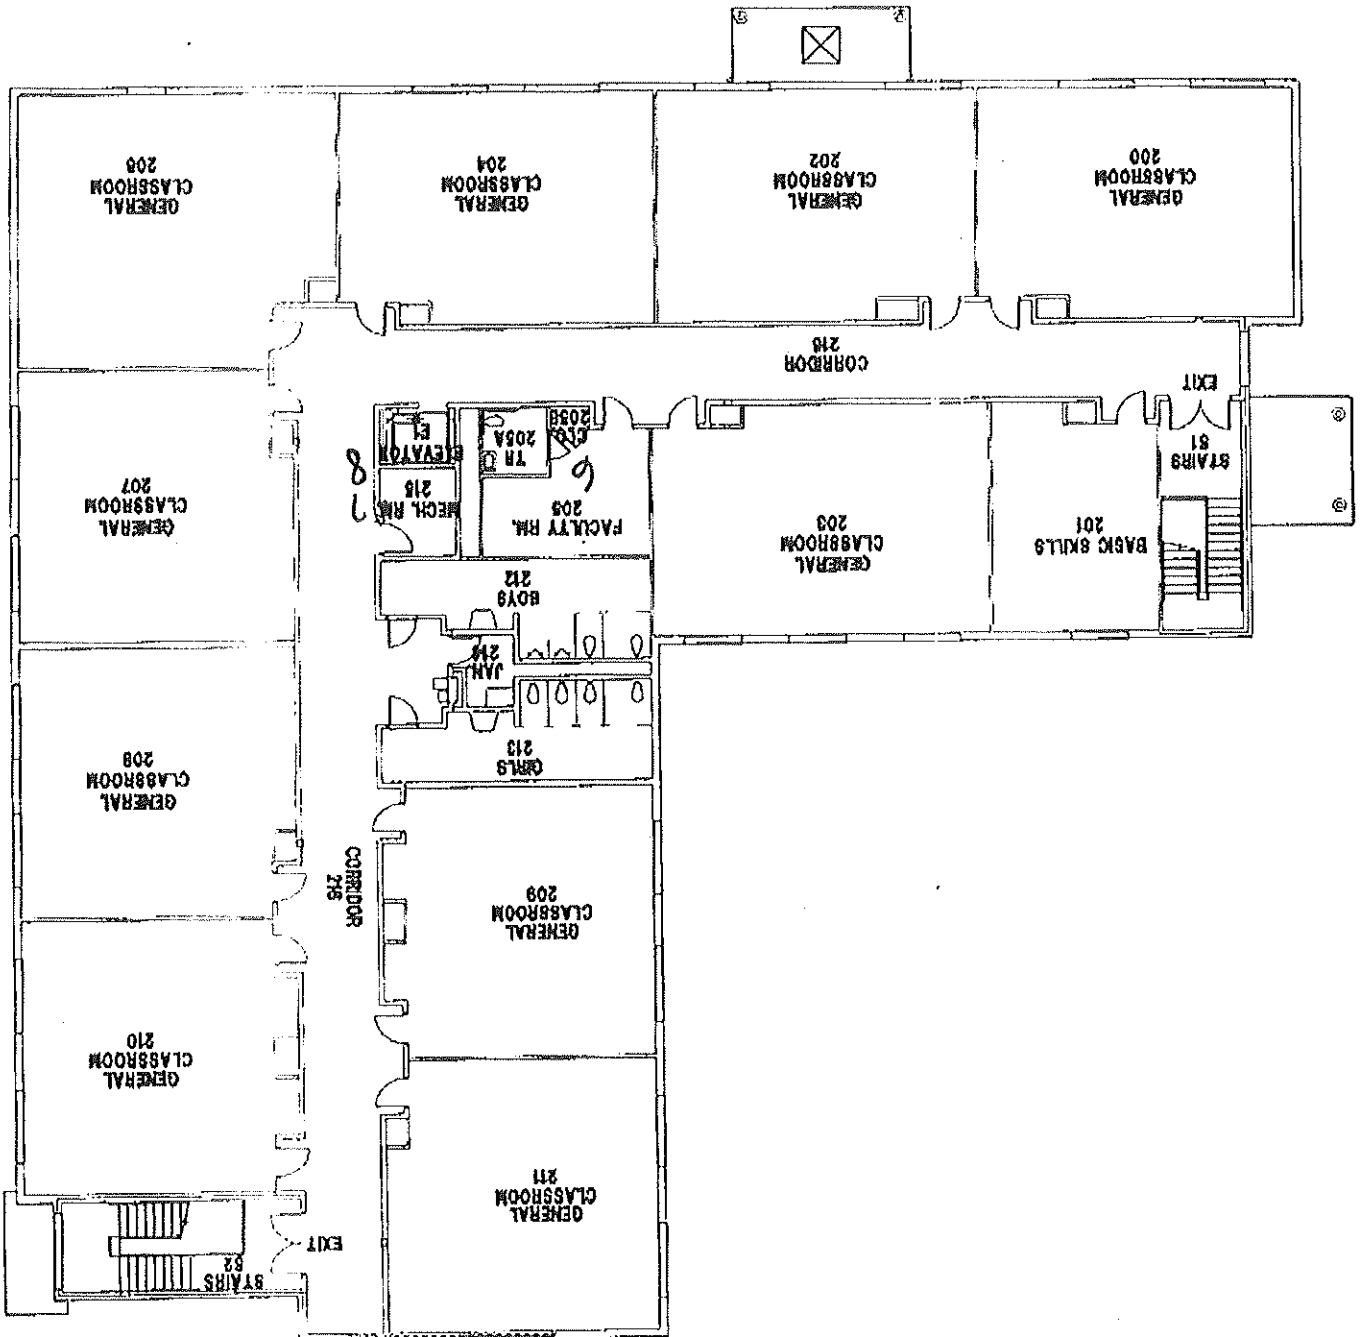 GENERAL
CLASSROOM
211
STAIRS
S2
EXIT
GENERAL
CLASSROOM
210
GENERAL
CLASSROOM
209
CORRIDOR
216
GENERAL
CLASSROOM
208
GIRLS
213
JAN.
214
BOYS
212
BASIC SKILLS
201
GENERAL
CLASSROOM
203
FACULTY RM.
205
MECH. RM.
215
GENERAL
CLASSROOM
207
STAIRS
S1
TR
205A
CLO.
205B
ELEVATOR
E1
EXIT
CORRIDOR
216
GENERAL
CLASSROOM
200
GENERAL
CLASSROOM
202
GENERAL
CLASSROOM
204
GENERAL
CLASSROOM
206